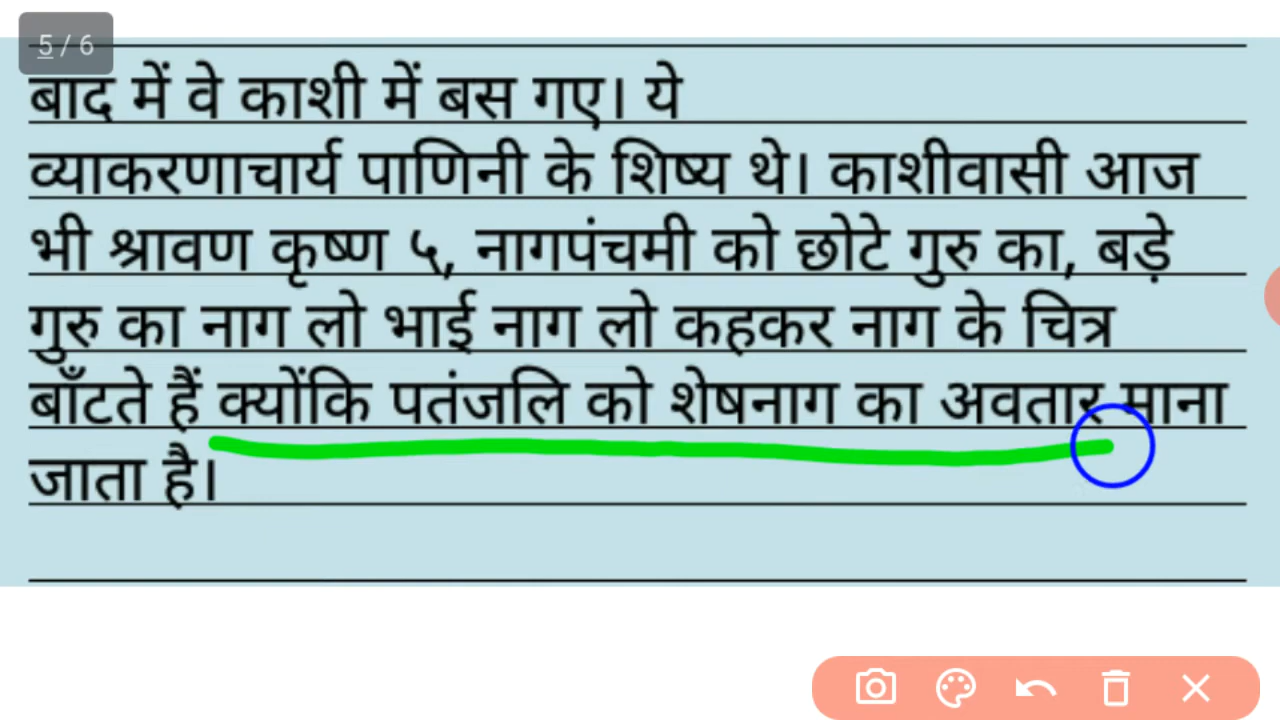 5 / 6
बाद में वे काशी में बस गए। ये
व्याकरणाचार्य पाणिनी के शिष्य थे। काशीवासी आज
भी श्रावण कृष्ण ५, नागपंचमी को छोटे गुरु का, बड़े
गुरु का नाग लो भाई नाग लो कहकर नाग के चित्र
बाँटते हैं क्योंकि पतंजलि को शेषनाग का अवतार माना
जाता है।